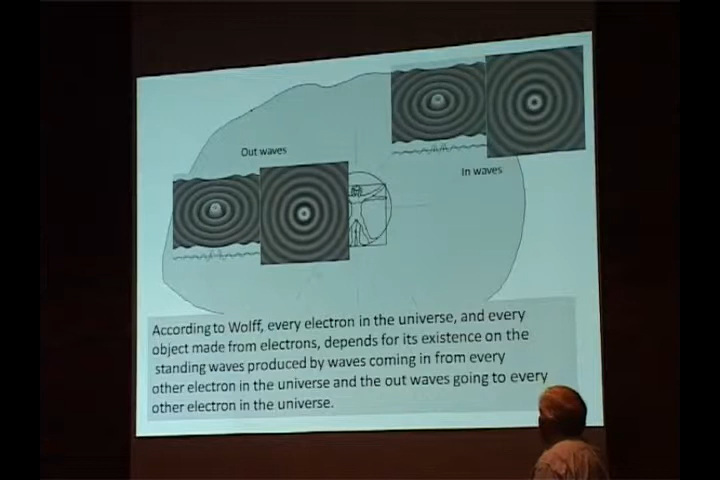 Out waves
In waves
According to Wolff, every electron in the universe, and every
object made from electrons, depends for its existence on the
standing waves produced by waves coming in from every
other electron in the universe and the out waves going to every
other electron in the universe.